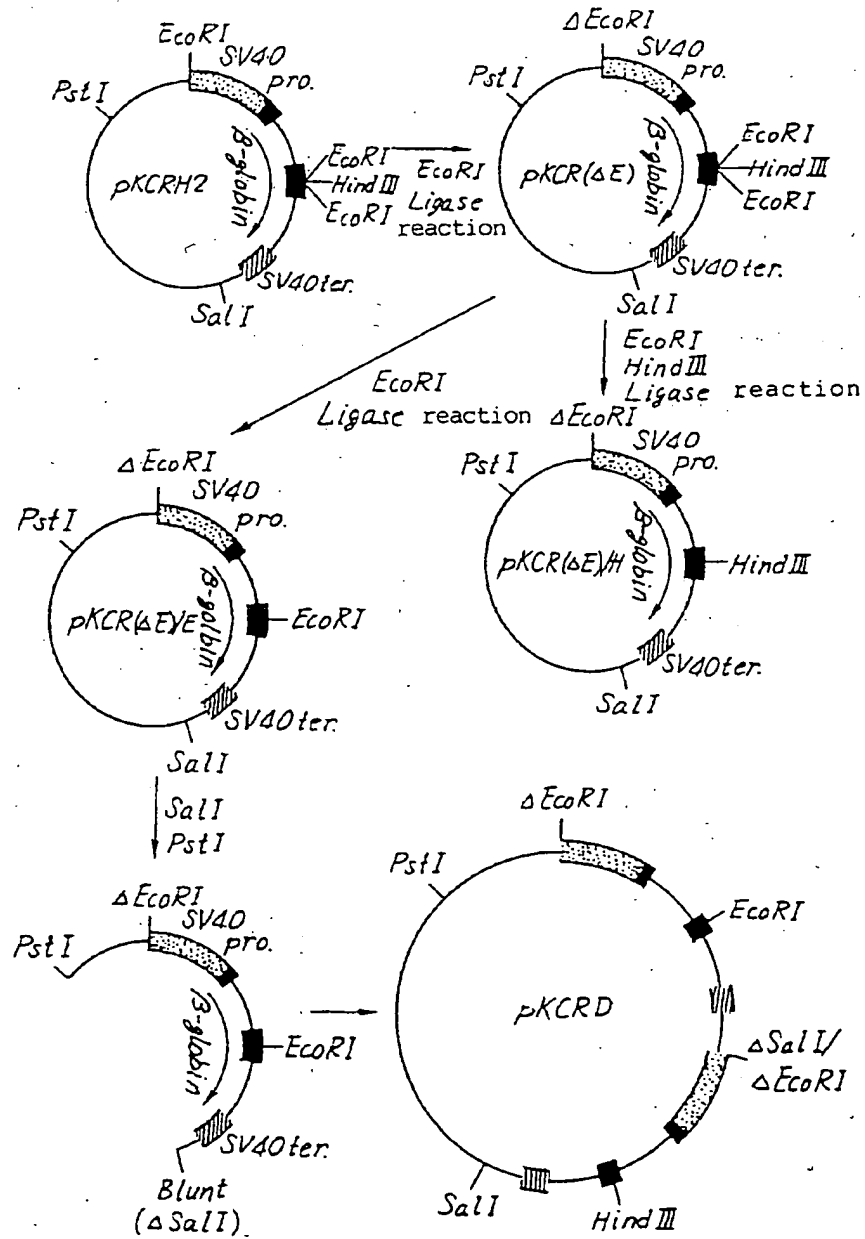 EcoRI
SV40
pro.
PstI
β-globin
pKCRH2
EcoRI
HindIII
EcoRI
SV40ter.
SalI
EcoRI
Ligase
reaction
ΔEcoRI
SV40
pro.
PstI
β-globin
pKCR(ΔE)
EcoRI
HindIII
EcoRI
SV40ter.
SalI
EcoRI
HindIII
Ligase reaction
EcoRI
Ligase reaction
ΔEcoRI
SV40
pro.
PstI
β-globin
pKCR(ΔE)/H
HindIII
SV40ter.
SalI
ΔEcoRI
SV40
pro.
PstI
β-golbin
pKCR(ΔE)/E
EcoRI
SV40ter.
SalI
SalI
PstI
ΔEcoRI
SV40
pro.
PstI
β-globin
EcoRI
SV40ter.
Blunt
(ΔSalI)
ΔEcoRI
PstI
EcoRI
pKCRD
ΔSalI/
ΔEcoRI
SalI
HindIII